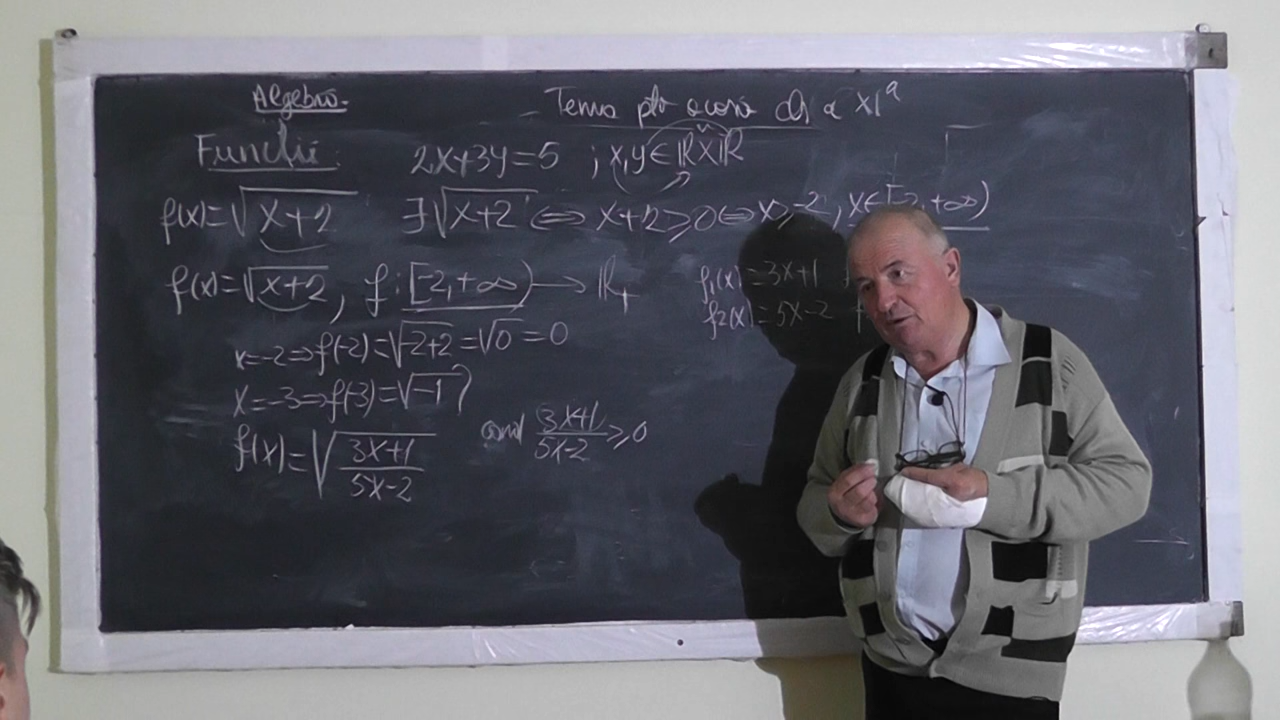 Algebră.
Tema pt acasă cls a XI a
Funcții:
2x+3y=5 ; x,y ∈ ℝ×ℝ
f(x)=√(x+2) ∃√(x+2) ⇔ x+2⩾0 ⇔ x⩾-2, x∈[-2,+∞)
f(x)=√(x+2), f:[-2,+∞)→ℝ₊
f₁(x)=3x+1
f₂(x)=5x-2
x=-2⇒f(-2)=√(-2+2)=√0=0
x=-3⇒f(-3)=√(-1)
f(x)=√((3x+1)/(5x-2)) cond (3x+1)/(5x-2)⩾0